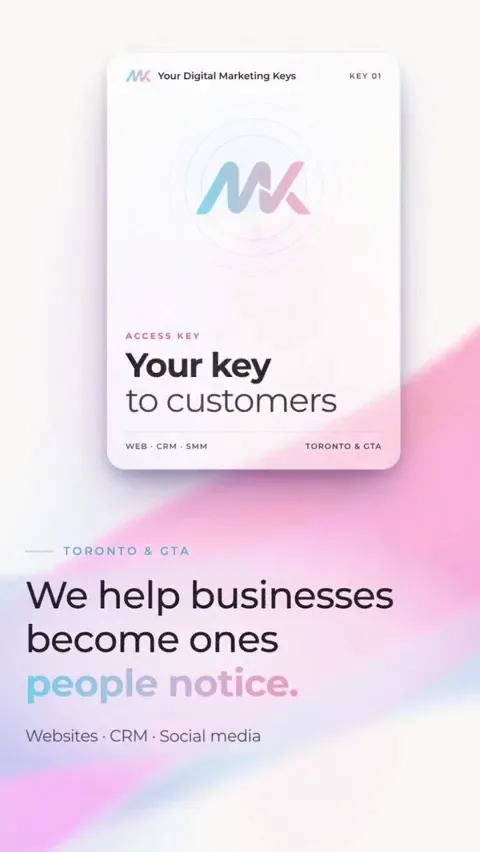 MK Your Digital Marketing Keys KEY 01
MK
ACCESS KEY
Your key
to customers
WEB · CRM · SMM TORONTO & GTA
TORONTO & GTA
We help businesses
become ones
people notice.
Websites · CRM · Social media